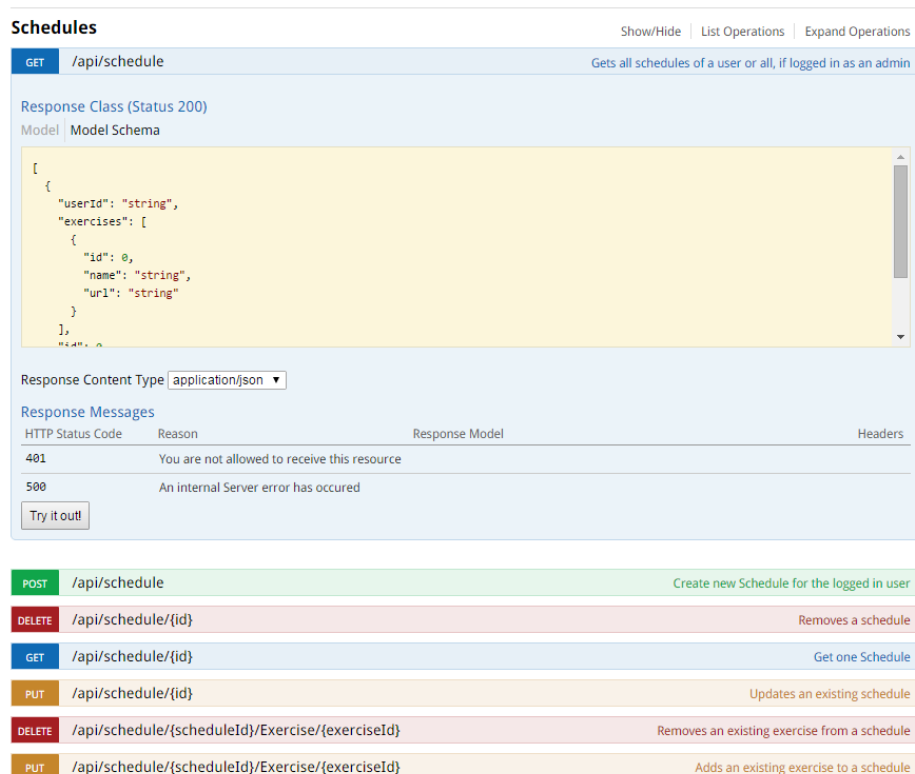 Schedules
Show/Hide List Operations Expand Operations
GET /api/schedule Gets all schedules of a user or all, if logged in as an admin
Response Class (Status 200)
Model Model Schema
[
{
"userId": "string",
"exercises": [
{
"id": 0,
"name": "string",
"url": "string"
}
],
"id": 0
Response Content Type application/json
Response Messages
HTTP Status Code Reason Response Model Headers
401 You are not allowed to receive this resource
500 An internal Server error has occured
Try it out!
POST /api/schedule Create new Schedule for the logged in user
DELETE /api/schedule/{id} Removes a schedule
GET /api/schedule/{id} Get one Schedule
PUT /api/schedule/{id} Updates an existing schedule
DELETE /api/schedule/{scheduleId}/Exercise/{exerciseId} Removes an existing exercise from a schedule
PUT /api/schedule/{scheduleId}/Exercise/{exerciseId} Adds an existing exercise to a schedule